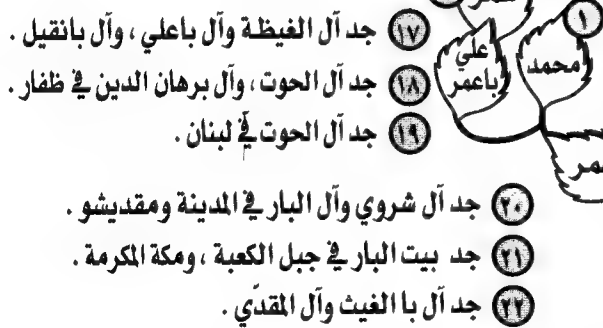 ١٧ جد آل الغيظة وآل باعلي ، وآل بانقيل .
١٨ جد آل الحوت ، وآل برهان الدين في ظفار .
١٩ جد آل الحوت في لبنان .
٢٠ جد آل شروي وآل البار في المدينة ومقديشو .
٢١ جد بيت البار في جبل الكعبة ، ومكة المكرمة .
٢٢ جد آل با الغيث وآل المقدّي .
١
محمد
علي
باعمر